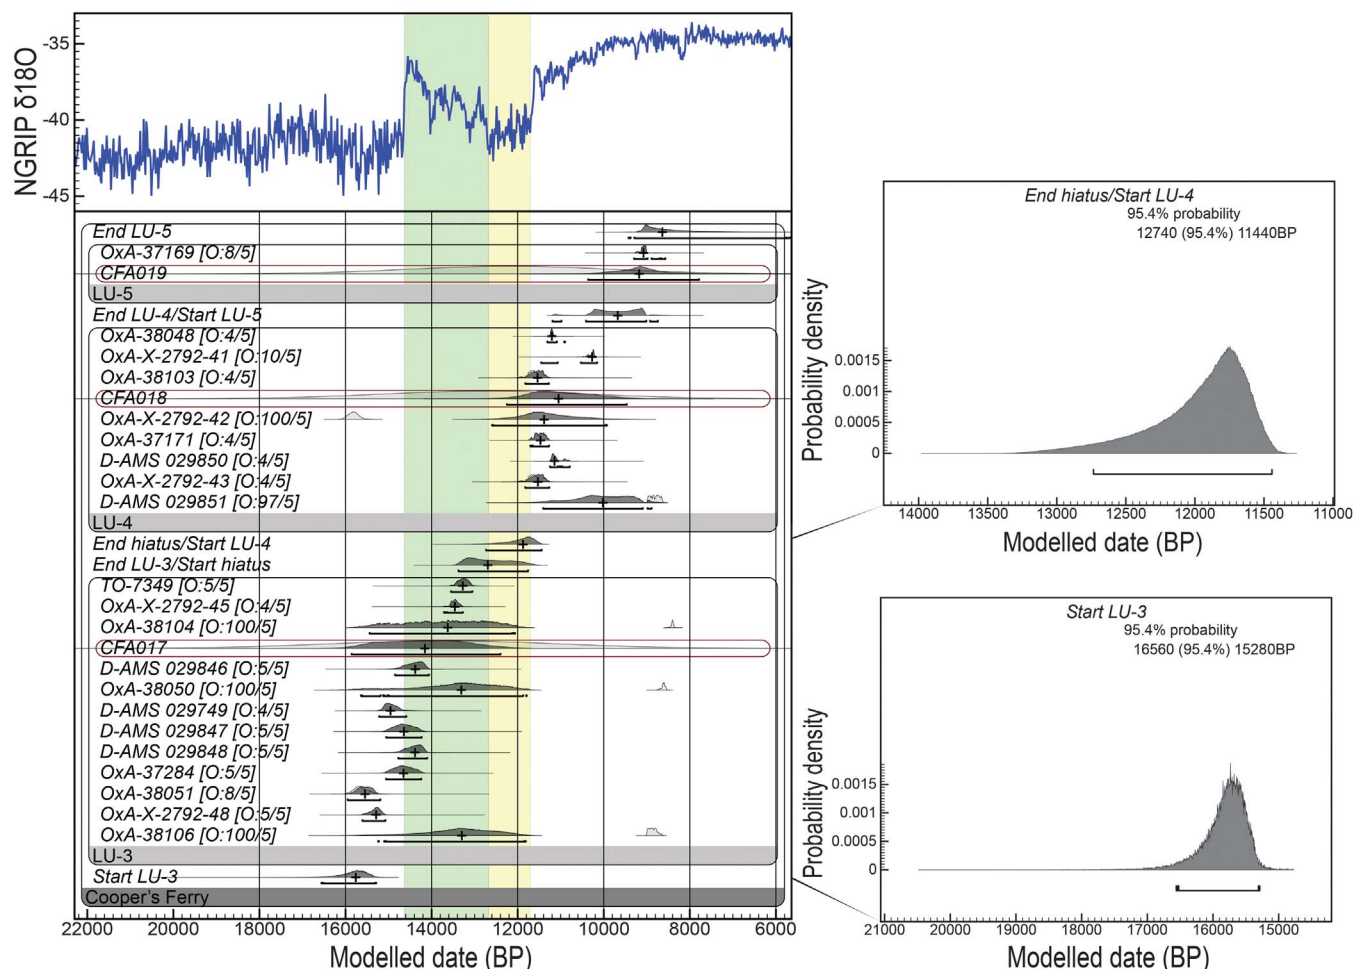 NGRIP δ18O
-35
-40
-45
End LU-5
OxA-37169 [O:8/5]
CFA019
LU-5
End LU-4/Start LU-5
OxA-38048 [O:4/5]
OxA-X-2792-41 [O:10/5]
OxA-38103 [O:4/5]
CFA018
OxA-X-2792-42 [O:100/5]
OxA-37171 [O:4/5]
D-AMS 029850 [O:4/5]
OxA-X-2792-43 [O:4/5]
D-AMS 029851 [O:97/5]
LU-4
End hiatus/Start LU-4
End LU-3/Start hiatus
TO-7349 [O:5/5]
OxA-X-2792-45 [O:4/5]
OxA-38104 [O:100/5]
CFA017
D-AMS 029846 [O:5/5]
OxA-38050 [O:100/5]
D-AMS 029749 [O:4/5]
D-AMS 029847 [O:5/5]
D-AMS 029848 [O:5/5]
OxA-37284 [O:5/5]
OxA-38051 [O:8/5]
OxA-X-2792-48 [O:5/5]
OxA-38106 [O:100/5]
LU-3
Start LU-3
Cooper's Ferry
22000 20000 18000 16000 14000 12000 10000 8000 6000
Modelled date (BP)
End hiatus/Start LU-4
95.4% probability
12740 (95.4%) 11440BP
Probability density
0.0015
0.001
0.0005
0
14000 13500 13000 12500 12000 11500 11000
Modelled date (BP)
Start LU-3
95.4% probability
16560 (95.4%) 15280BP
Probability density
0.0015
0.001
0.0005
0
21000 20000 19000 18000 17000 16000 15000
Modelled date (BP)